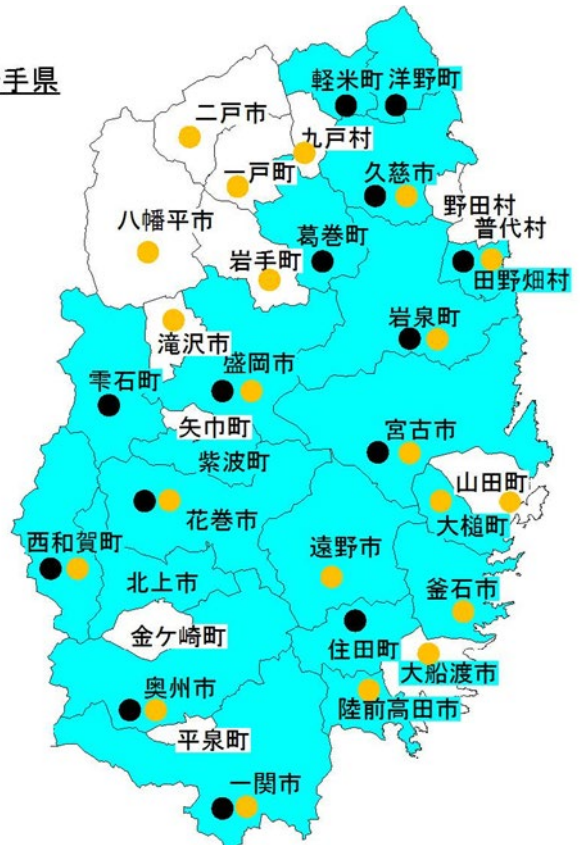 手県
軽米町
洋野町
二戸市
九戸村
一戸町
久慈市
野田村
普代村
八幡平市
葛巻町
岩手町
田野畑村
岩泉町
滝沢市
盛岡市
雫石町
矢巾町
宮古市
紫波町
山田町
花巻市
大槌町
西和賀町
遠野市
北上市
釜石市
金ケ崎町
住田町
大船渡市
奥州市
陸前高田市
平泉町
一関市